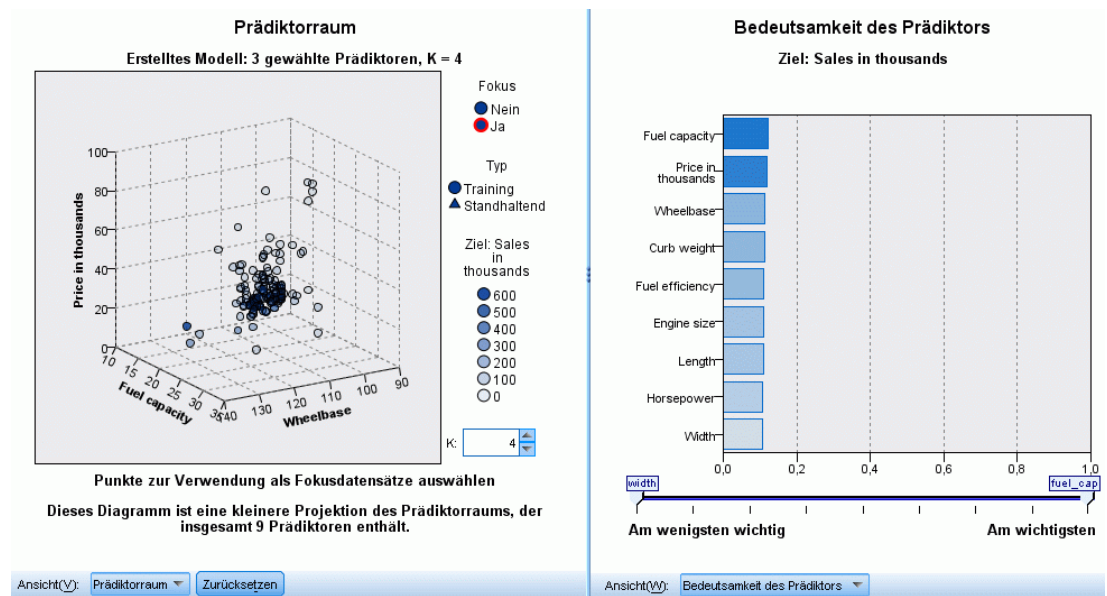 Prädiktorraum
Erstelltes Modell: 3 gewählte Prädiktoren, K = 4
Price in thousands
100
80
60
40
20
0
10
15
20
25
30
35
Fuel capacity
140
130
120
110
100
90
Wheelbase
Fokus
Nein
Ja
Typ
Training
Standhaltend
Ziel: Sales
in
thousands
600
500
400
300
200
100
0
K: 4
Punkte zur Verwendung als Fokusdatensätze auswählen
Dieses Diagramm ist eine kleinere Projektion des Prädiktorraums, der
insgesamt 9 Prädiktoren enthält.
Ansicht(V): Prädiktorraum Zurücksetzen
Bedeutsamkeit des Prädiktors
Ziel: Sales in thousands
Fuel capacity
Price in
thousands
Wheelbase
Curb weight
Fuel efficiency
Engine size
Length
Horsepower
Width
0,0 0,2 0,4 0,6 0,8 1,0
width fuel_cap
Am wenigsten wichtig Am wichtigsten
Ansicht(W): Bedeutsamkeit des Prädiktors